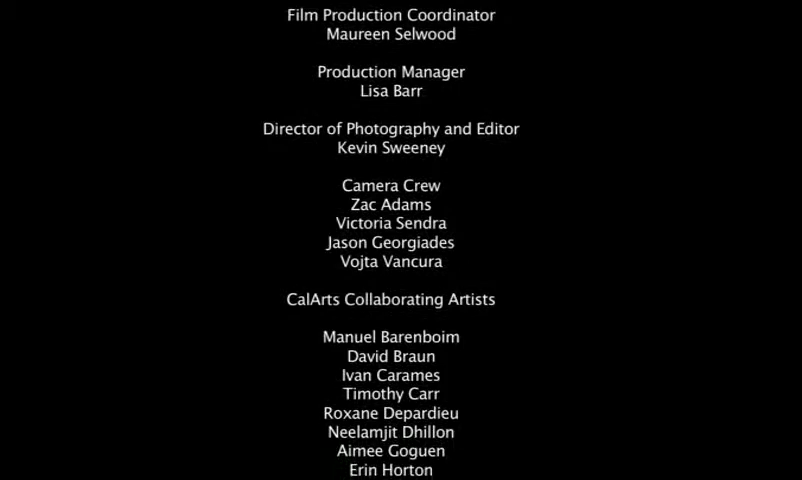 Film Production Coordinator
Maureen Selwood
Production Manager
Lisa Barr
Director of Photography and Editor
Kevin Sweeney
Camera Crew
Zac Adams
Victoria Sendra
Jason Georgiades
Vojta Vancura
CalArts Collaborating Artists
Manuel Barenboim
David Braun
Ivan Carames
Timothy Carr
Roxane Depardieu
Neelamjit Dhillon
Aimee Goguen
Erin Horton